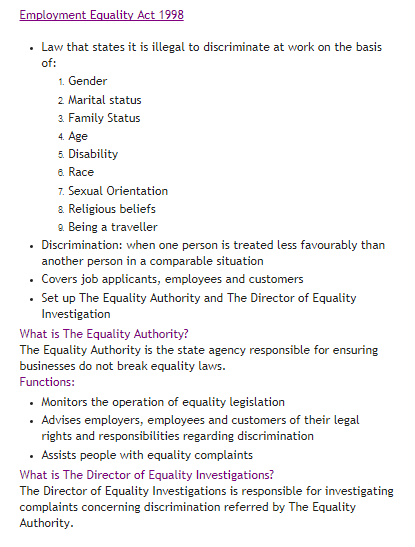 Employment Equality Act 1998
• Law that states it is illegal to discriminate at work on the basis
of:
1. Gender
2. Marital status
3. Family Status
4. Age
5. Disability
6. Race
7. Sexual Orientation
8. Religious beliefs
9. Being a traveller
• Discrimination: when one person is treated less favourably than
another person in a comparable situation
• Covers job applicants, employees and customers
• Set up The Equality Authority and The Director of Equality
Investigation
What is The Equality Authority?
The Equality Authority is the state agency responsible for ensuring
businesses do not break equality laws.
Functions:
• Monitors the operation of equality legislation
• Advises employers, employees and customers of their legal
rights and responsibilities regarding discrimination
• Assists people with equality complaints
What is The Director of Equality Investigations?
The Director of Equality Investigations is responsible for investigating
complaints concerning discrimination referred by The Equality
Authority.